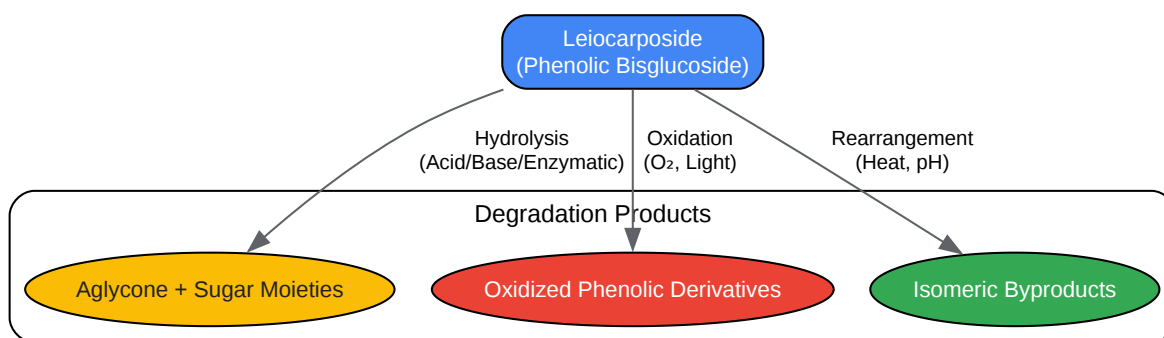 Leiocarposide
(Phenolic Bisglucoside)
Hydrolysis
(Acid/Base/Enzymatic)
Oxidation
(O₂, Light)
Rearrangement
(Heat, pH)
Degradation Products
Aglycone + Sugar Moieties
Oxidized Phenolic Derivatives
Isomeric Byproducts